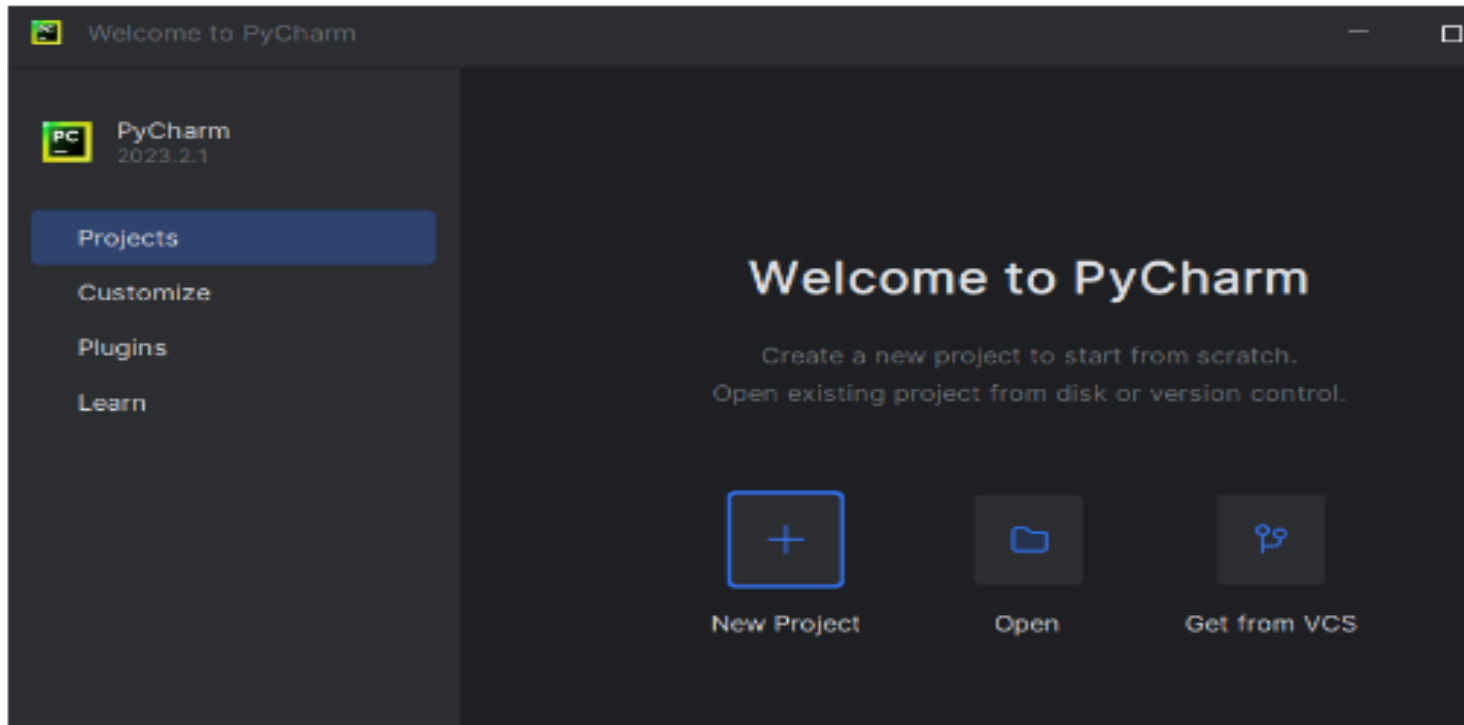 Welcome to PyCharm
PC
PyCharm
2023.2.1
Projects
Customize
Plugins
Learn
Welcome to PyCharm
Create a new project to start from scratch.
Open existing project from disk or version control.
New Project
Open
Get from VCS